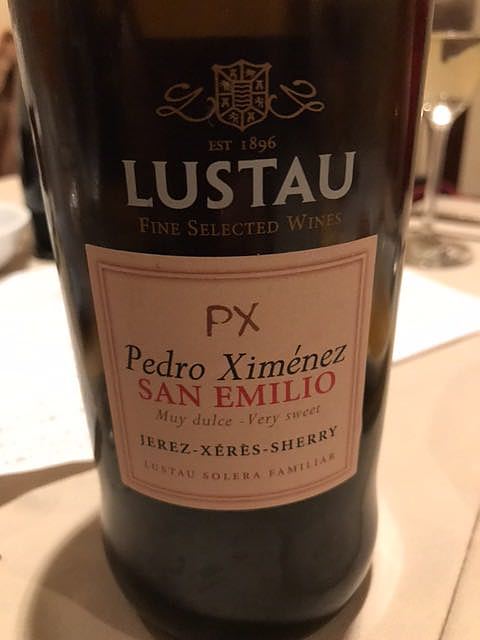 EST 1896
LUSTAU
FINE SELECTED WINES
PX
Pedro Ximénez
SAN EMILIO
Muy dulce - Very sweet
JEREZ-XÉRÈS-SHERRY
LUSTAU SOLERA FAMILIAR